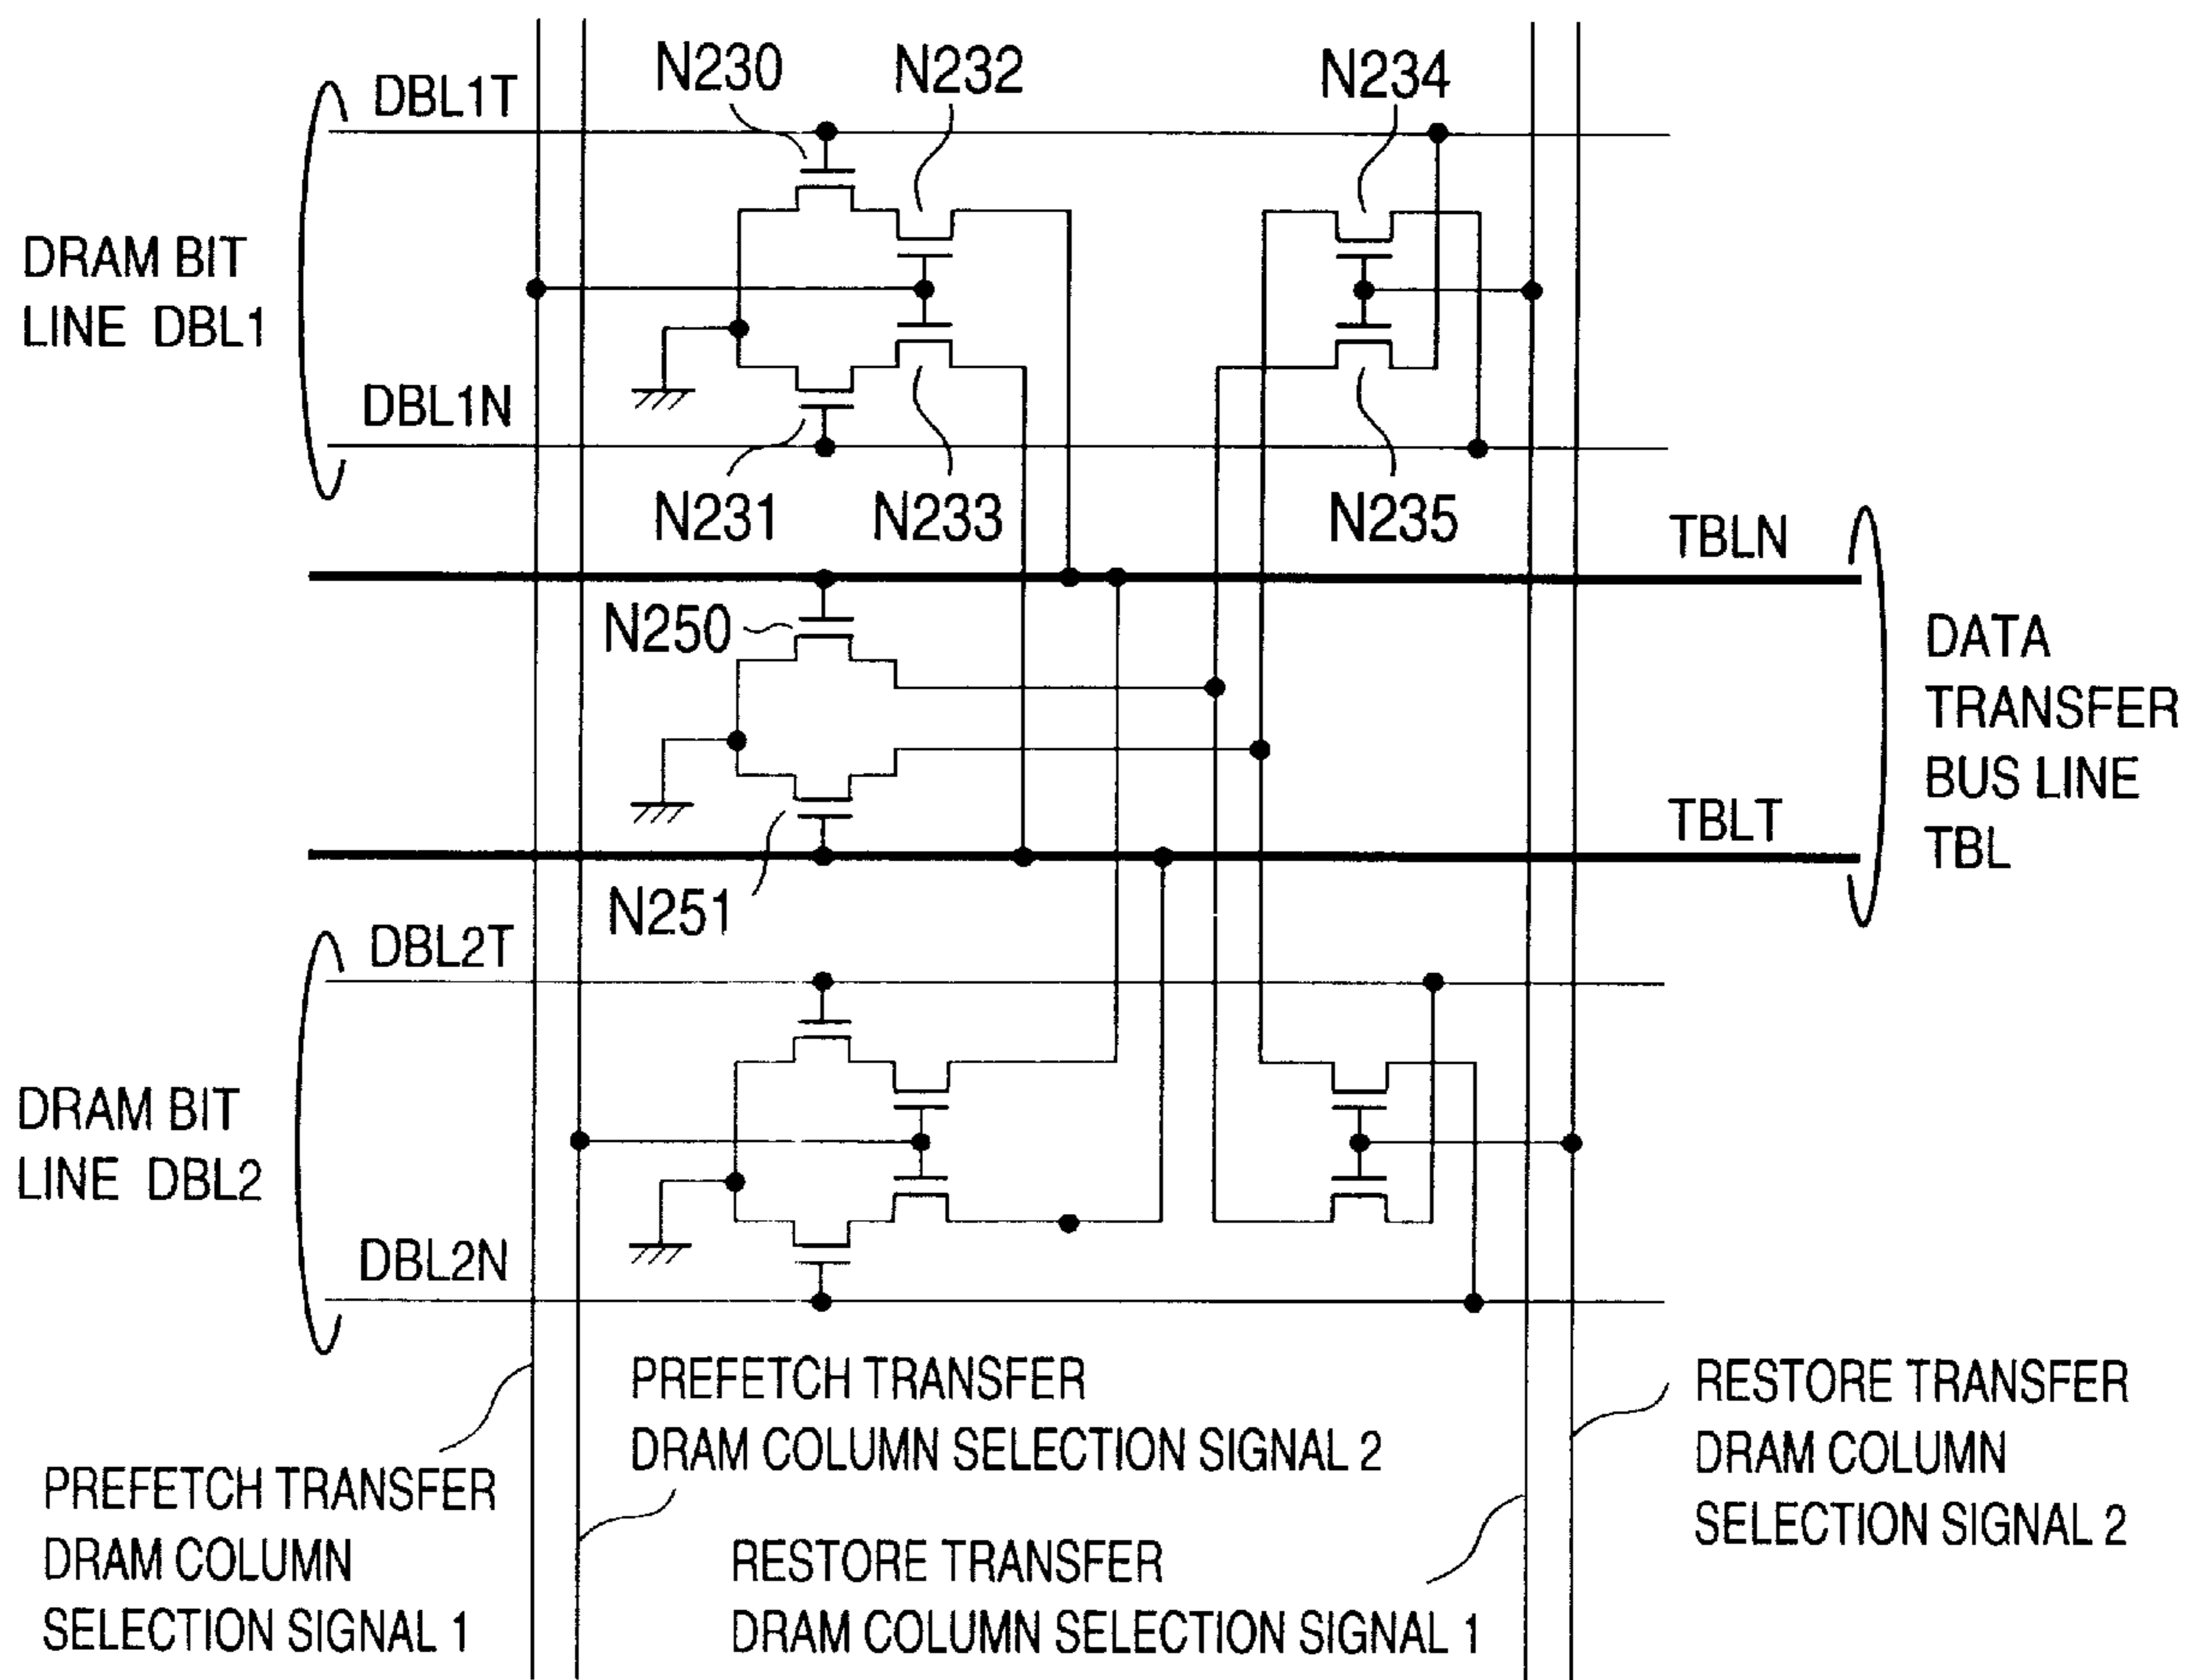 N230
N232
N234
DBL1T
DRAM BIT
LINE DBL1
DBL1N
N231
N233
N235
TBLN
N250
DATA
TRANSFER
BUS LINE
TBL
TBLT
N251
DBL2T
DRAM BIT
LINE DBL2
DBL2N
PREFETCH TRANSFER
DRAM COLUMN SELECTION SIGNAL 2
RESTORE TRANSFER
DRAM COLUMN
SELECTION SIGNAL 2
PREFETCH TRANSFER
DRAM COLUMN
SELECTION SIGNAL 1
RESTORE TRANSFER
DRAM COLUMN SELECTION SIGNAL 1